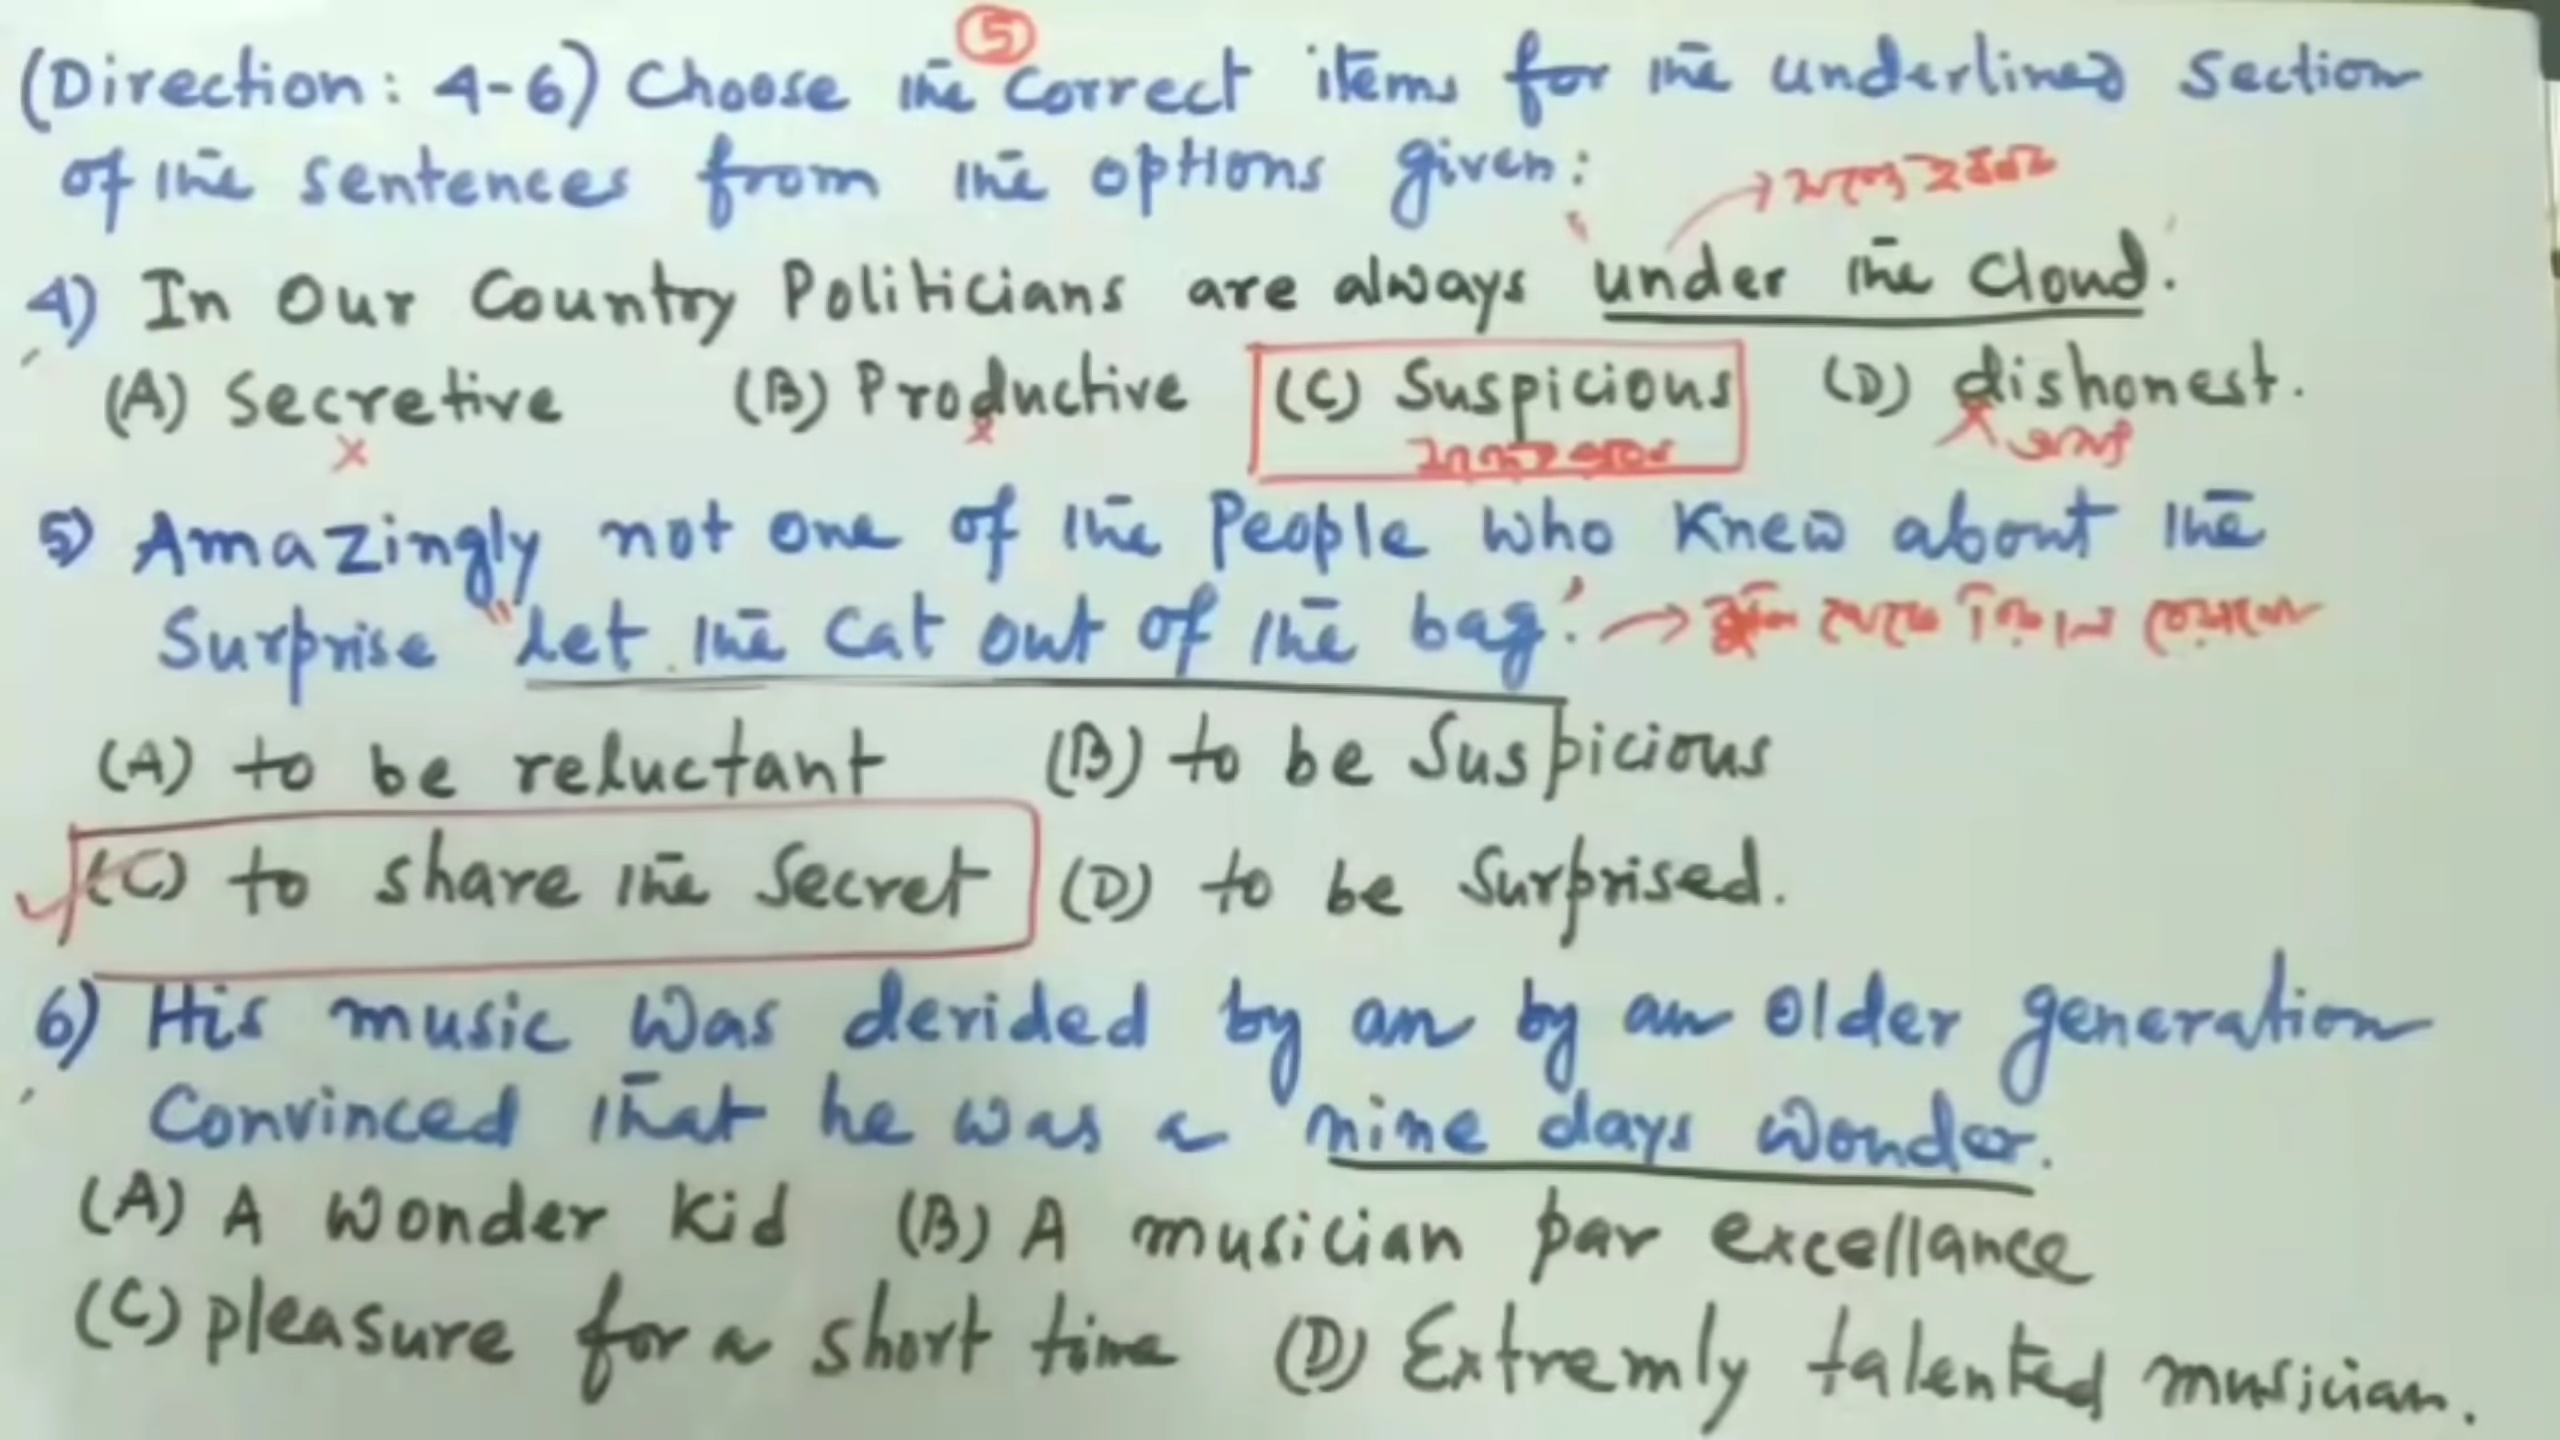 ⑤
(Direction: 4-6) Choose the correct items for the underlined section
of the sentences from the options given:
4) In Our Country Politicians are always "under the Cloud."
(A) Secretive (B) Productive (C) Suspicious (D) dishonest.
5) Amazingly not one of the People who knew about the
Surprise "let the cat out of the bag."
(A) to be reluctant (B) to be Suspicious
(C) to share the Secret (D) to be Surprised.
6) His music was derided by an by an older generation
Convinced that he was a nine days wonder.
(A) A wonder kid (B) A musician par excellance
(C) pleasure for a short time (D) Extremly talented musician.